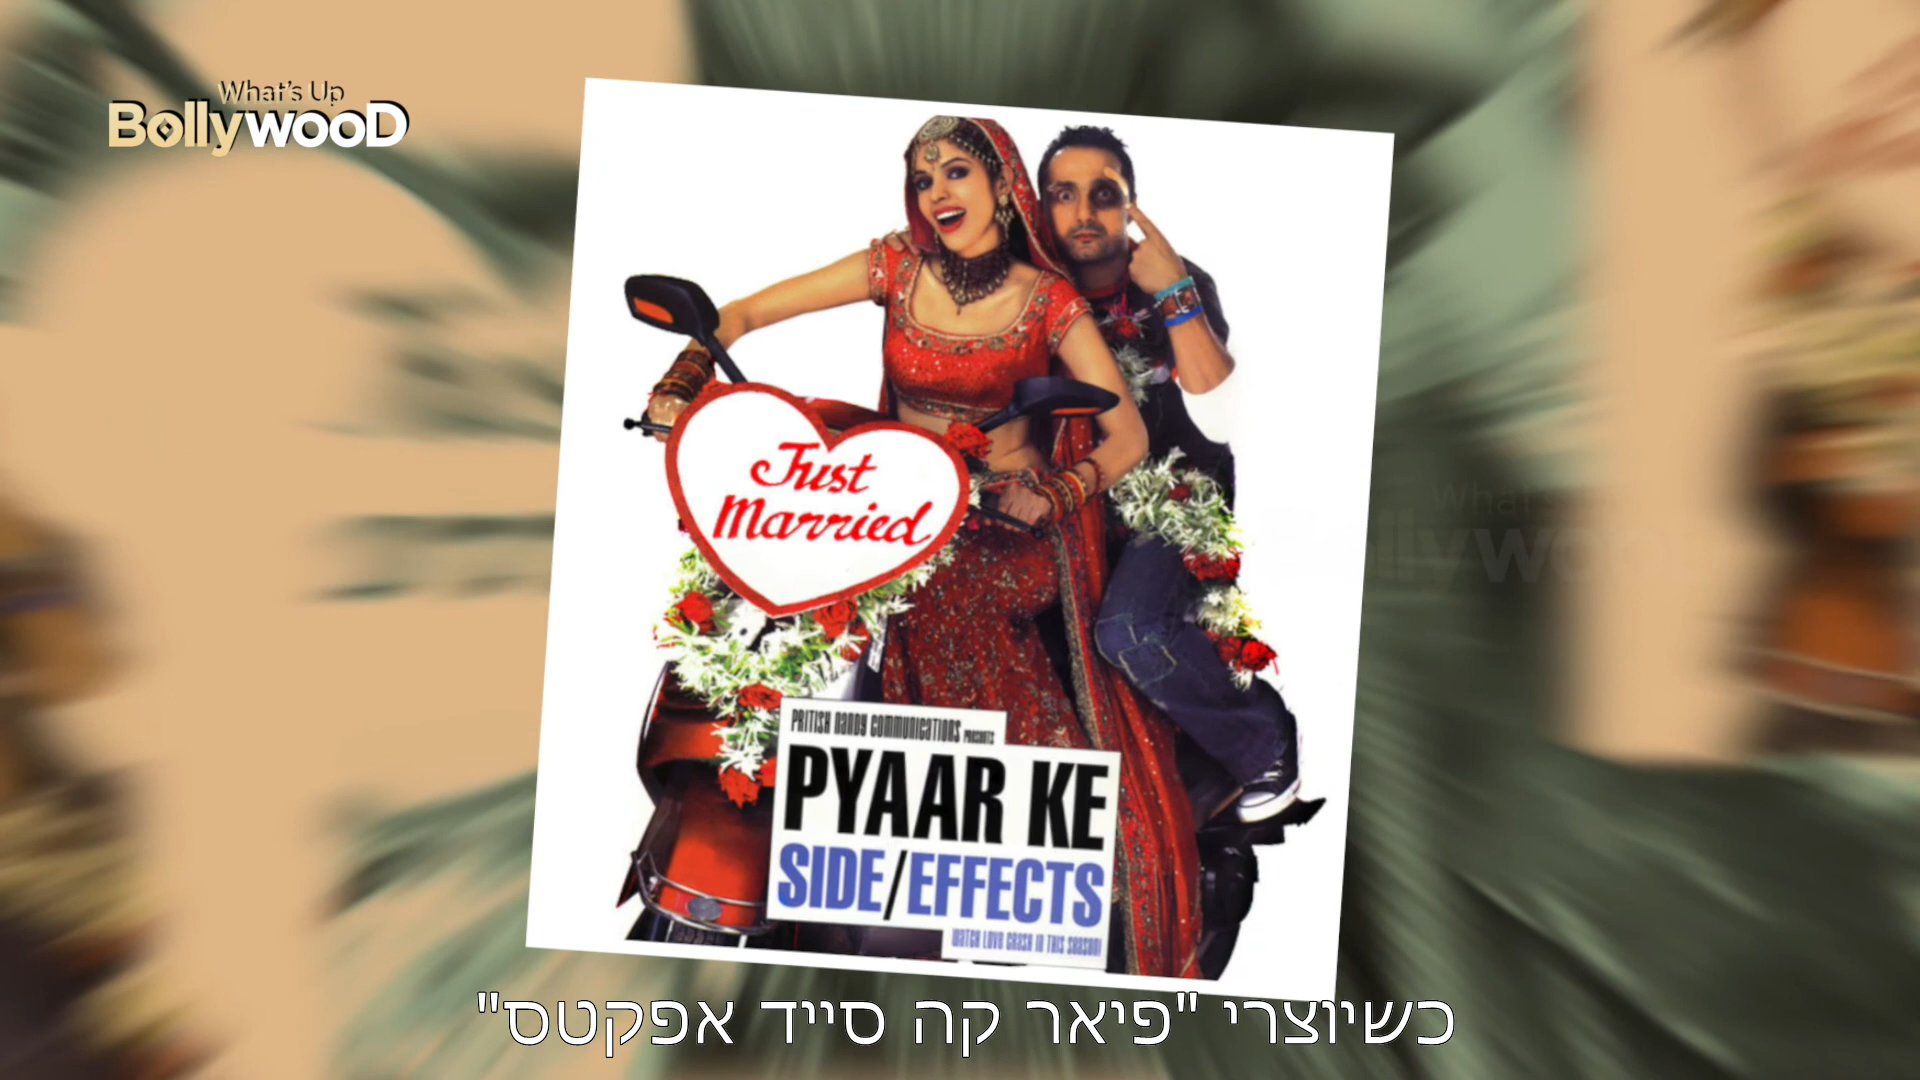 What's Up
BollywooD
Just
Married
PRITISH NANDY COMMUNICATIONS PRESENTS
PYAAR KE
SIDE/EFFECTS
WATCH LOVE CRASH IN THIS SEASON!
כשיוצרי "פיאר קה סייד אפקטס"